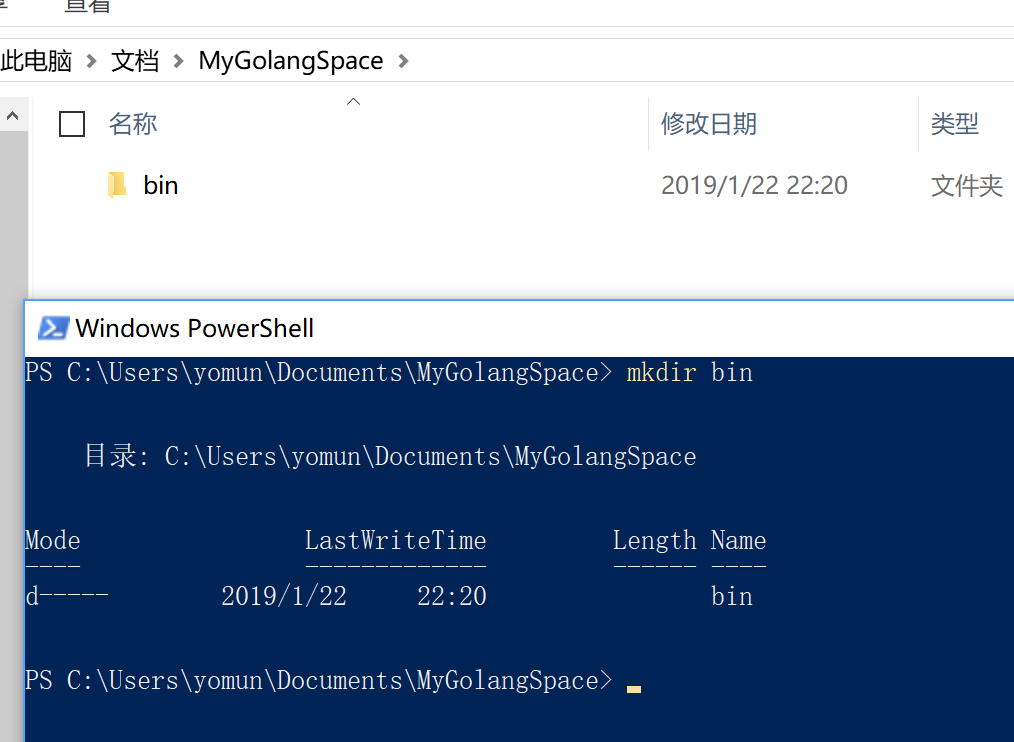 查看
此电脑 > 文档 > MyGolangSpace >
名称 修改日期 类型
bin 2019/1/22 22:20 文件夹
Windows PowerShell
PS C:\Users\yomun\Documents\MyGolangSpace> mkdir bin
目录: C:\Users\yomun\Documents\MyGolangSpace
Mode LastWriteTime Length Name
---- ------------- ------ ----
d----- 2019/1/22 22:20 bin
PS C:\Users\yomun\Documents\MyGolangSpace>